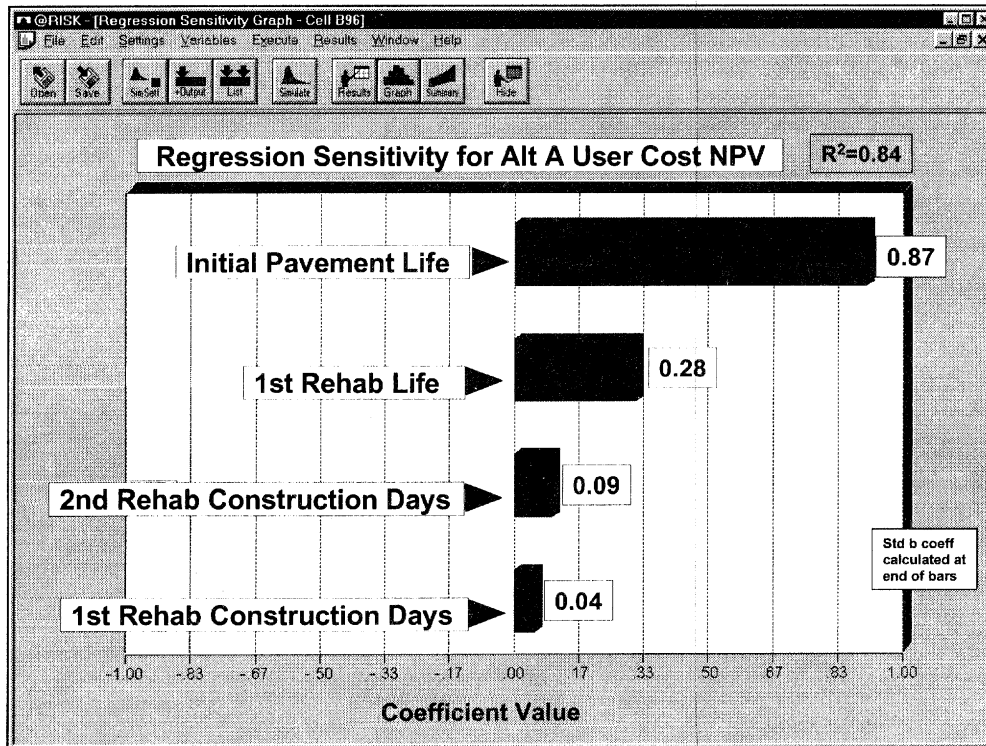 @RISK - [Regression Sensitivity Graph - Cell B96]
File Edit Settings Variables Execute Results Window Help
Open Save Sim Sett +Output List Simulate Results Graph Summary Hide
Regression Sensitivity for Alt A User Cost NPV
R²=0.84
Initial Pavement Life
0.87
1st Rehab Life
0.28
2nd Rehab Construction Days
0.09
Std b coeff
calculated at
end of bars
1st Rehab Construction Days
0.04
-1.00 -.83 -.67 -.50 -.33 -.17 .00 .17 .33 .50 .67 .83 1.00
Coefficient Value